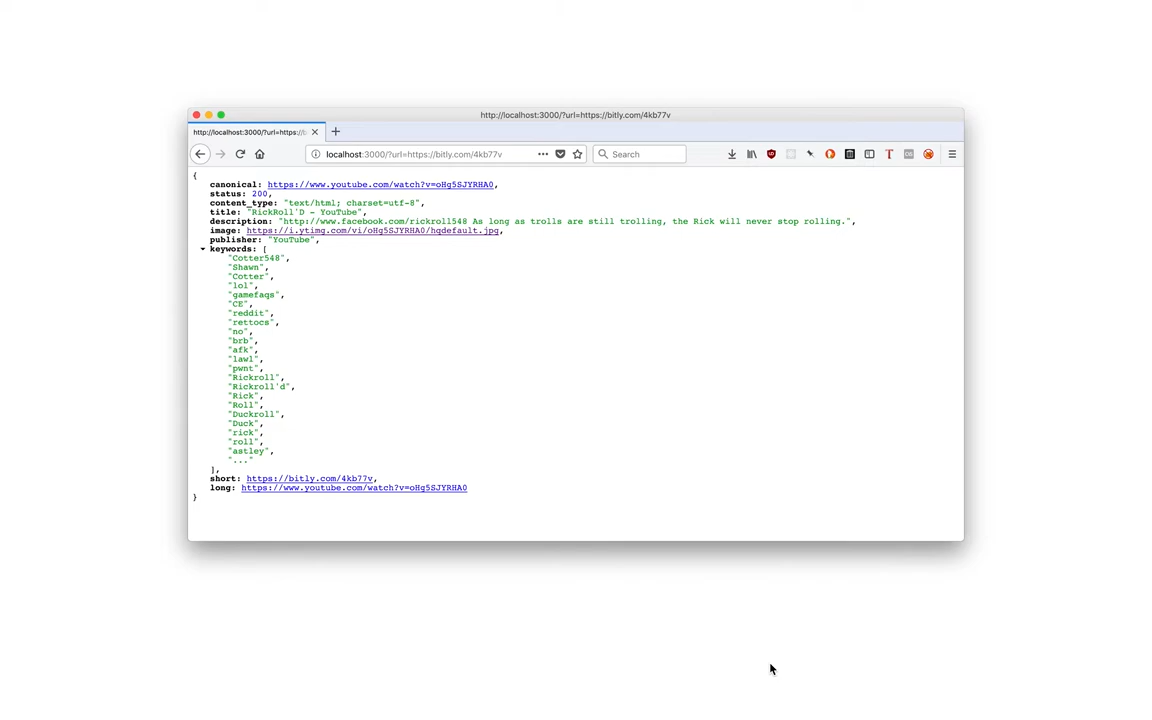 http://localhost:3000/?url=https://bitly.com/4kb77v
http://localhost:3000/?url=https://b
localhost:3000/?url=https://bitly.com/4kb77v
Search
{
canonical: https://www.youtube.com/watch?v=oHg5SJYRHA0,
status: 200,
content_type: "text/html; charset=utf-8",
title: "RickRoll'D - YouTube",
description: "http://www.facebook.com/rickroll548 As long as trolls are still trolling, the Rick will never stop rolling.",
image: https://i.ytimg.com/vi/oHg5SJYRHA0/hqdefault.jpg,
publisher: "YouTube",
keywords: [
"Cotter548",
"Shawn",
"Cotter",
"lol",
"gamefaqs",
"CE",
"reddit",
"rettocs",
"no",
"brb",
"afk",
"lawl",
"pwnt",
"Rickroll",
"Rickroll'd",
"Rick",
"Roll",
"Duckroll",
"Duck",
"rick",
"roll",
"astley",
"..."
],
short: https://bitly.com/4kb77v,
long: https://www.youtube.com/watch?v=oHg5SJYRHA0
}